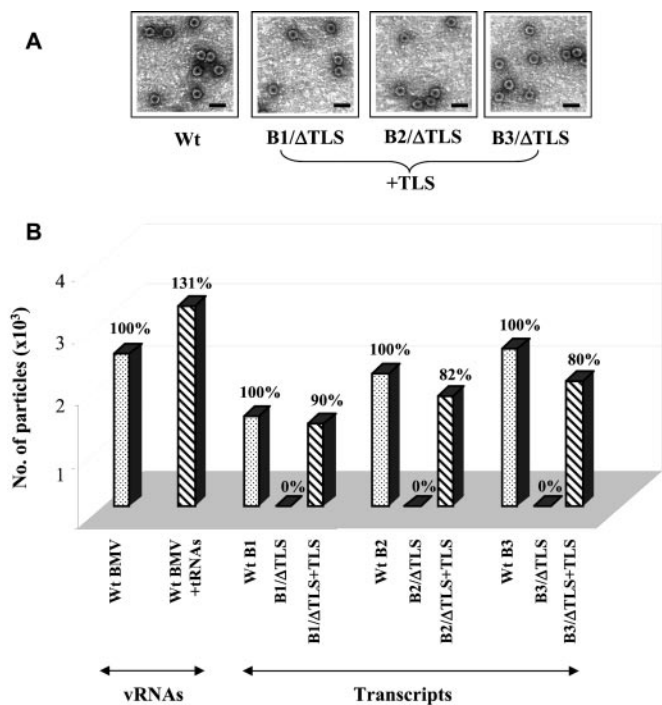 A
Wt
B1/ΔTLS
B2/ΔTLS
B3/ΔTLS
+TLS
B
No. of particles (x10³)
4
3
2
1
100%
131%
100%
0%
90%
100%
0%
82%
100%
0%
80%
Wt BMV
Wt BMV
+tRNAs
Wt B1
B1/ΔTLS
B1/ΔTLS+TLS
Wt B2
B2/ΔTLS
B2/ΔTLS+TLS
Wt B3
B3/ΔTLS
B3/ΔTLS+TLS
vRNAs
Transcripts